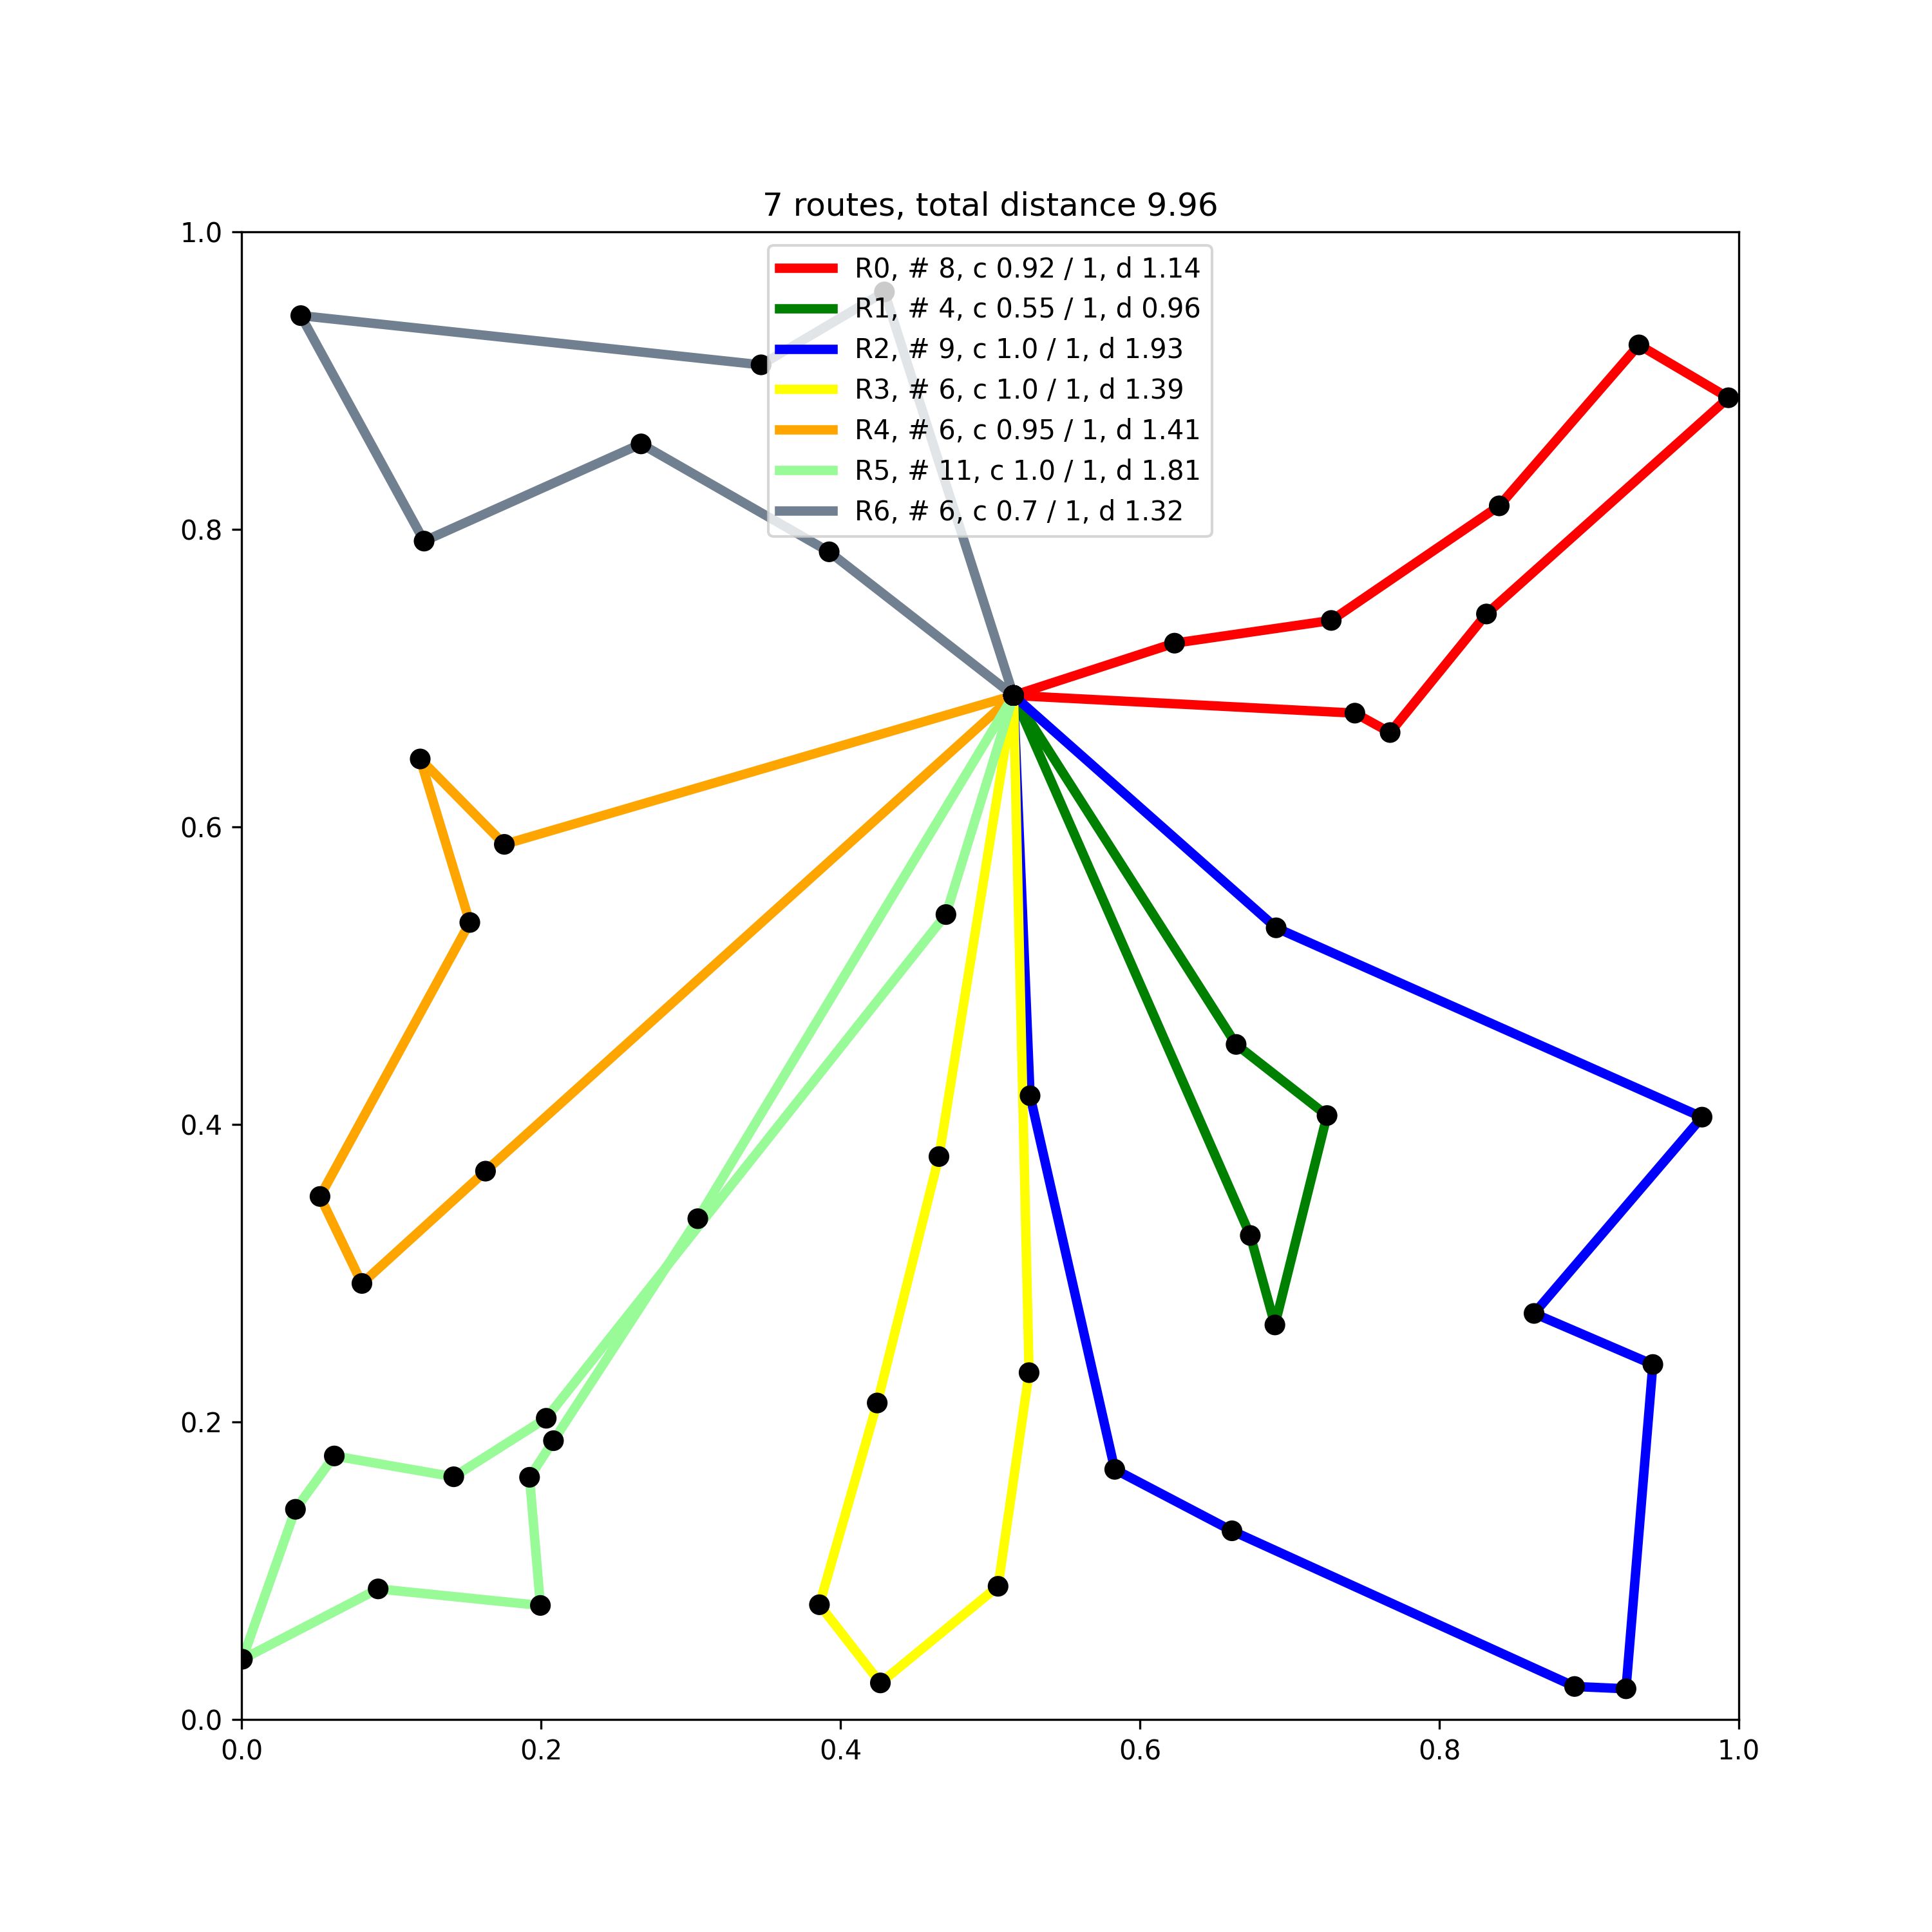 7 routes, total distance 9.96
R0, # 8, c 0.92 / 1, d 1.14
R1, # 4, c 0.55 / 1, d 0.96
R2, # 9, c 1.0 / 1, d 1.93
R3, # 6, c 1.0 / 1, d 1.39
R4, # 6, c 0.95 / 1, d 1.41
R5, # 11, c 1.0 / 1, d 1.81
R6, # 6, c 0.7 / 1, d 1.32
1.0
0.8
0.6
0.4
0.2
0.0
0.0 0.2 0.4 0.6 0.8 1.0